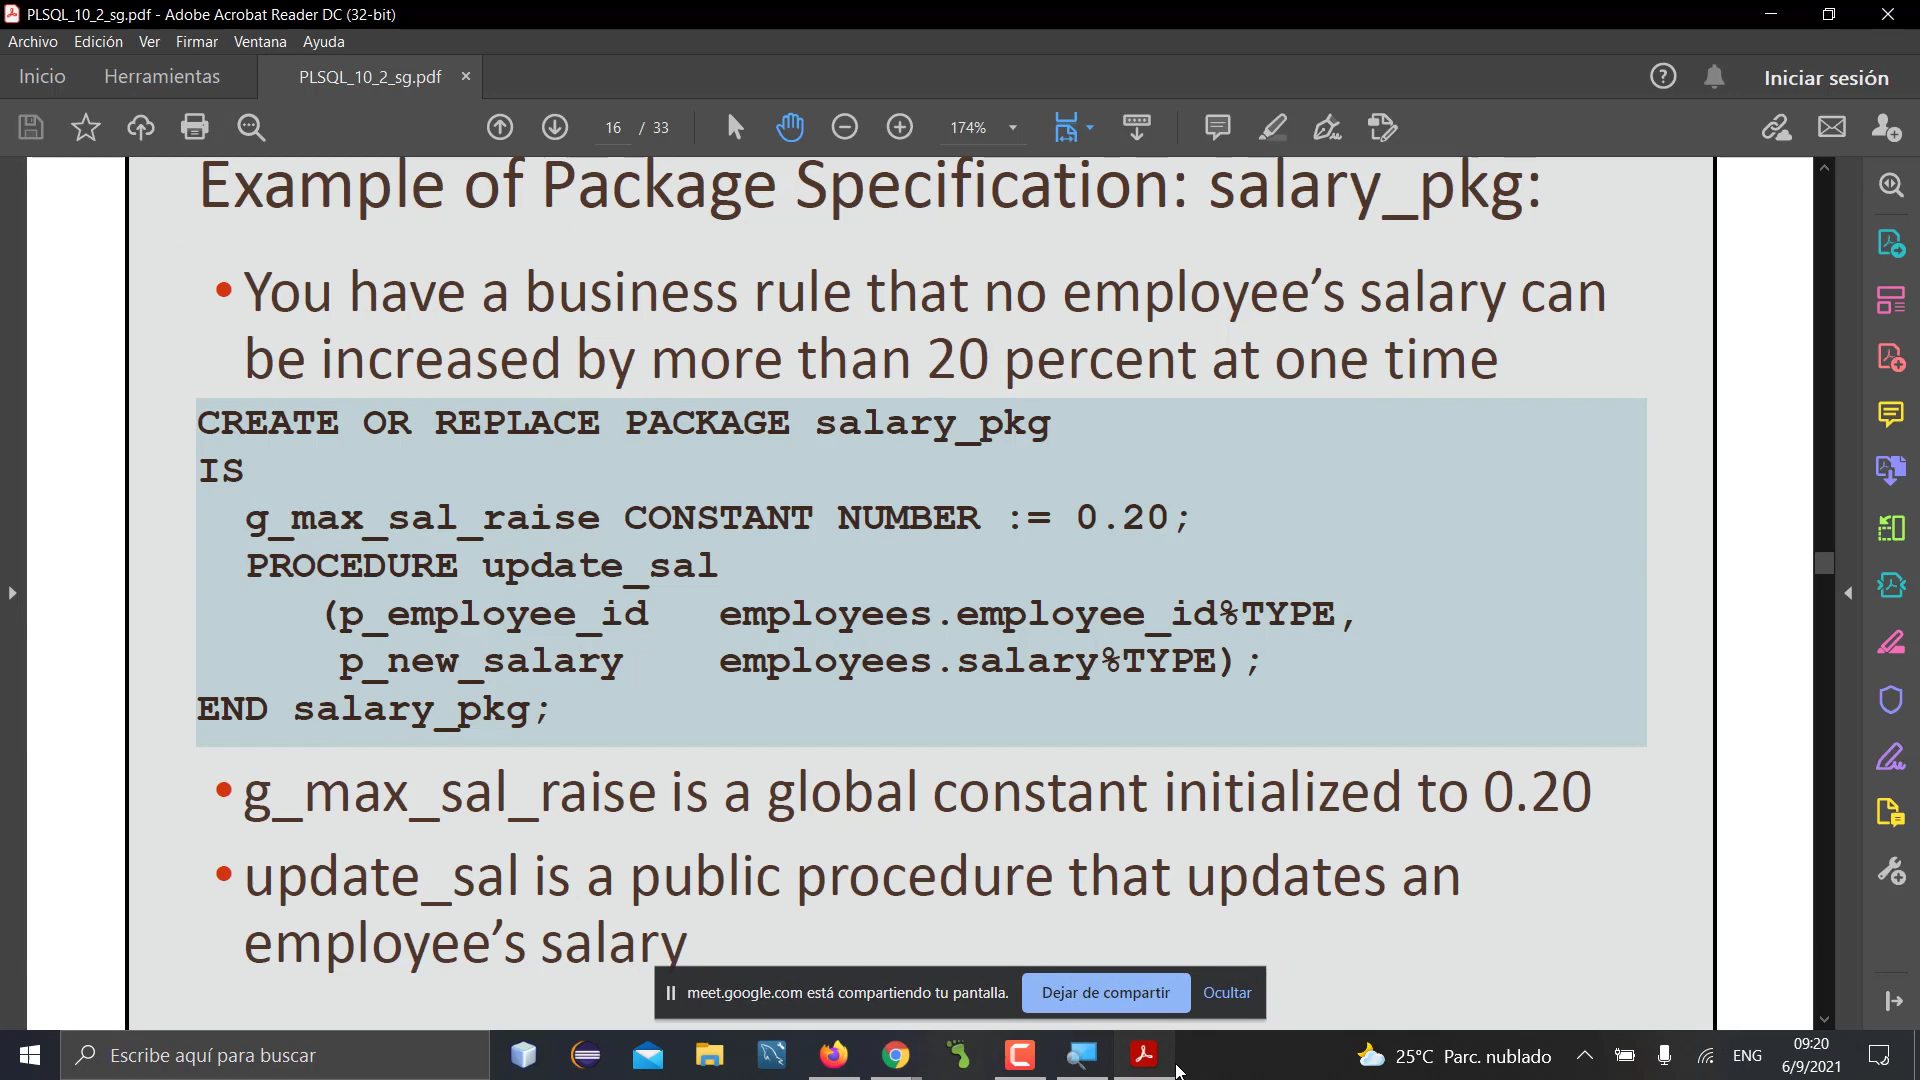 PLSQL_10_2_sg.pdf - Adobe Acrobat Reader DC (32-bit)
Archivo Edición Ver Firmar Ventana Ayuda
Inicio Herramientas PLSQL_10_2_sg.pdf × Iniciar sesión
16 / 33 174%
Example of Package Specification: salary_pkg:
• You have a business rule that no employee’s salary can
be increased by more than 20 percent at one time
CREATE OR REPLACE PACKAGE salary_pkg
IS
g_max_sal_raise CONSTANT NUMBER := 0.20;
PROCEDURE update_sal
(p_employee_id employees.employee_id%TYPE,
p_new_salary employees.salary%TYPE);
END salary_pkg;
• g_max_sal_raise is a global constant initialized to 0.20
• update_sal is a public procedure that updates an
employee’s salary
meet.google.com está compartiendo tu pantalla. Dejar de compartir Ocultar
Escribe aquí para buscar
25°C Parc. nublado ENG
09:20
6/9/2021